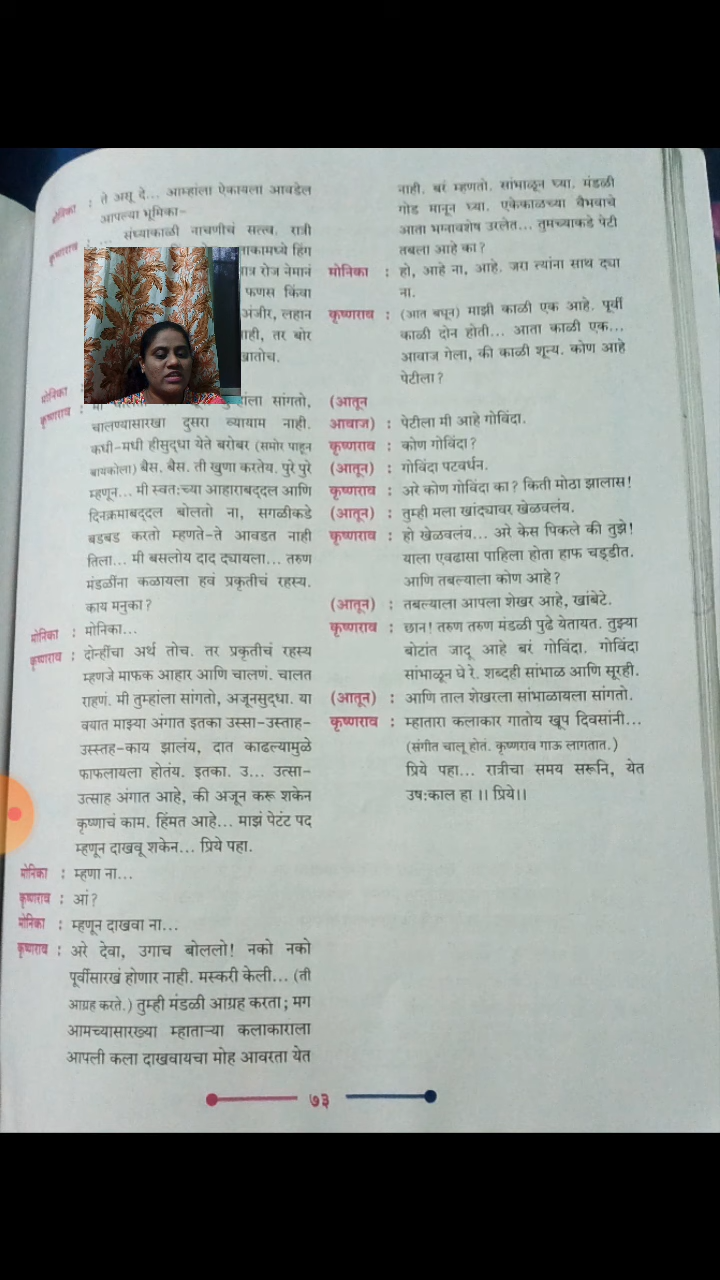 मोनिका : ते असू दे... आम्हांला ऐकायला आवडेल
आपल्या भूमिका-
कृष्णराव : ... संध्याकाळी नाचणीचं सत्त्व. रात्री
नाकामध्ये हिंग
रोज नेमानं
फणस किंवा
अंजीर, लहान
तर बोर
खातोच.
मोनिका :
कृष्णराव : सांगतो,
चालण्यासारखा दुसरा व्यायाम नाही.
कधी-मधी हीसुद्धा येते बरोबर (समोर पाहून
बायकोला) बैस. बैस. ती खुणा करतेय. पुरे पुरे
म्हणून... मी स्वतःच्या आहाराबद्दल आणि
दिनक्रमाबद्दल बोलतो ना, सगळीकडे
बडबड करतो म्हणते-ते आवडत नाही
तिला... मी बसलोय दाद द्यायला... तरुण
मंडळींना कळायला हवं प्रकृतीचं रहस्य.
काय मनुका ?
मोनिका : मोनिका...
कृष्णराव : दोन्हींचा अर्थ तोच. तर प्रकृतीचं रहस्य
म्हणजे माफक आहार आणि चालणं. चालत
राहणं. मी तुम्हांला सांगतो, अजूनसुद्धा. या
वयात माझ्या अंगात इतका उस्सा-उस्ताह-
उस्स्तह-काय झालंय, दात काढल्यामुळे
फाफलायला होतंय. इतका. उ... उत्सा-
उत्साह अंगात आहे, की अजून करू शकेन
कृष्णाचं काम. हिंमत आहे... माझं पेटंट पद
म्हणून दाखवू शकेन... प्रिये पहा.
मोनिका : म्हणा ना...
कृष्णराव : आं?
मोनिका : म्हणून दाखवा ना...
कृष्णराव : अरे देवा, उगाच बोललो! नको नको
पूर्वीसारखं होणार नाही. मस्करी केली... (ती
आग्रह करते.) तुम्ही मंडळी आग्रह करता; मग
आमच्यासारख्या म्हाताऱ्या कलाकाराला
आपली कला दाखवायचा मोह आवरता येत
नाही. बरं म्हणतो. सांभाळून घ्या. मंडळी
गोड मानून घ्या. एकेकाळच्या वैभवाचे
आता भग्नावशेष उरलेत... तुमच्याकडे पेटी
तबला आहे का ?
मोनिका : हो, आहे ना, आहे. जरा त्यांना साथ द्या
ना.
कृष्णराव : (आत बघून) माझी काळी एक आहे. पूर्वी
काळी दोन होती... आता काळी एक...
आवाज गेला, की काळी शून्य. कोण आहे
पेटीला ?
(आतून
आवाज) : पेटीला मी आहे गोविंदा.
कृष्णराव : कोण गोविंदा?
(आतून) : गोविंदा पटवर्धन.
कृष्णराव : अरे कोण गोविंदा का? किती मोठा झालास!
(आतून) : तुम्ही मला खांद्यावर खेळवलंय.
कृष्णराव : हो खेळवलंय... अरे केस पिकले की तुझे!
याला एवढासा पाहिला होता हाफ चड्डीत.
आणि तबल्याला कोण आहे?
(आतून) : तबल्याला आपला शेखर आहे, खांबेटे.
कृष्णराव : छान! तरुण तरुण मंडळी पुढे येतायत. तुझ्या
बोटांत जादू आहे बरं गोविंदा. गोविंदा
सांभाळून घे रे. शब्दही सांभाळ आणि सूरही.
(आतून) : आणि ताल शेखरला सांभाळायला सांगतो.
कृष्णराव : म्हातारा कलाकार गातोय खूप दिवसांनी...
(संगीत चालू होतं. कृष्णराव गाऊ लागतात.)
प्रिये पहा... रात्रीचा समय सरूनि, येत
उषःकाल हा ।। प्रिये।।
७३